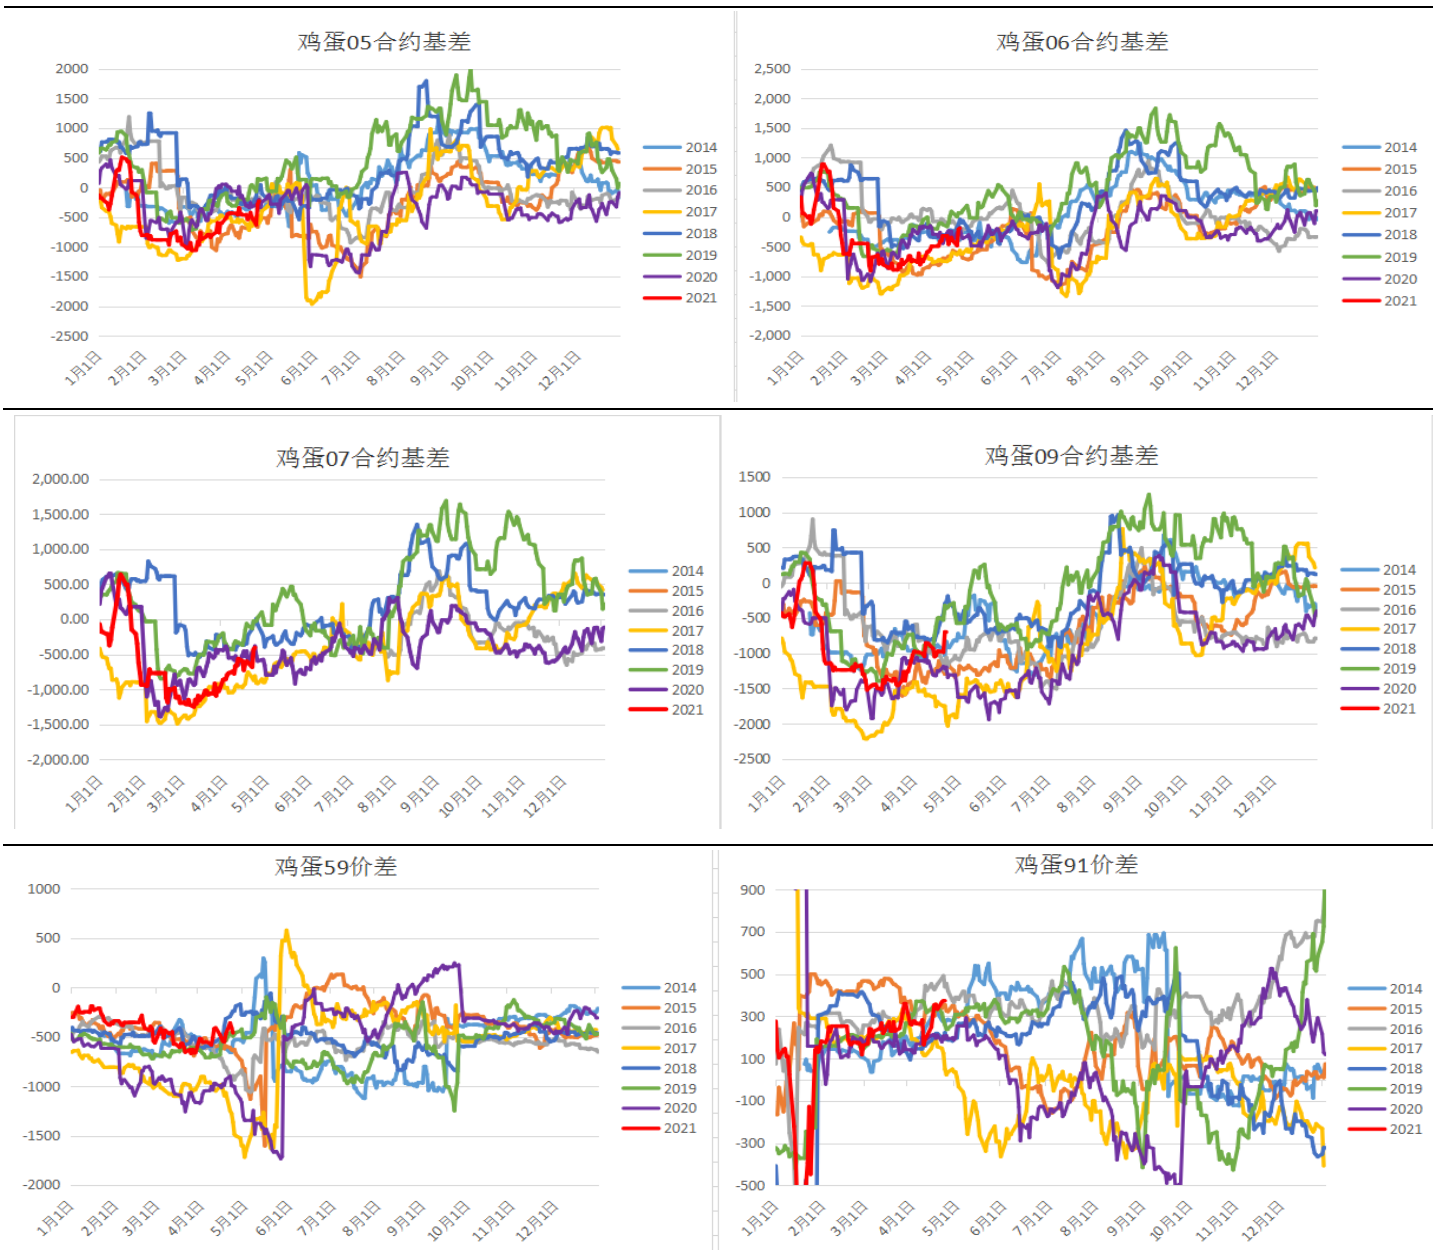 鸡蛋05合约基差
2000
1500
1000
500
0
-500
-1000
-1500
-2000
-2500
1月1日
2月1日
3月1日
4月1日
5月1日
6月1日
7月1日
8月1日
9月1日
10月1日
11月1日
12月1日
2014
2015
2016
2017
2018
2019
2020
2021
鸡蛋06合约基差
2,500
2,000
1,500
1,000
500
0
-500
-1,000
-1,500
-2,000
1月1日
2月1日
3月1日
4月1日
5月1日
6月1日
7月1日
8月1日
9月1日
10月1日
11月1日
12月1日
2014
2015
2016
2017
2018
2019
2020
2021
鸡蛋07合约基差
2,000.00
1,500.00
1,000.00
500.00
0.00
-500.00
-1,000.00
-1,500.00
-2,000.00
1月1日
2月1日
3月1日
4月1日
5月1日
6月1日
7月1日
8月1日
9月1日
10月1日
11月1日
12月1日
2014
2015
2016
2017
2018
2019
2020
2021
鸡蛋09合约基差
1500
1000
500
0
-500
-1000
-1500
-2000
-2500
1月1日
2月1日
3月1日
4月1日
5月1日
6月1日
7月1日
8月1日
9月1日
10月1日
11月1日
12月1日
2014
2015
2016
2017
2018
2019
2020
2021
鸡蛋59价差
1000
500
0
-500
-1000
-1500
-2000
1月1日
2月1日
3月1日
4月1日
5月1日
6月1日
7月1日
8月1日
9月1日
10月1日
11月1日
12月1日
2014
2015
2016
2017
2018
2019
2020
2021
鸡蛋91价差
900
700
500
300
100
-100
-300
-500
1月1日
2月1日
3月1日
4月1日
5月1日
6月1日
7月1日
8月1日
9月1日
10月1日
11月1日
12月1日
2014
2015
2016
2017
2018
2019
2020
2021